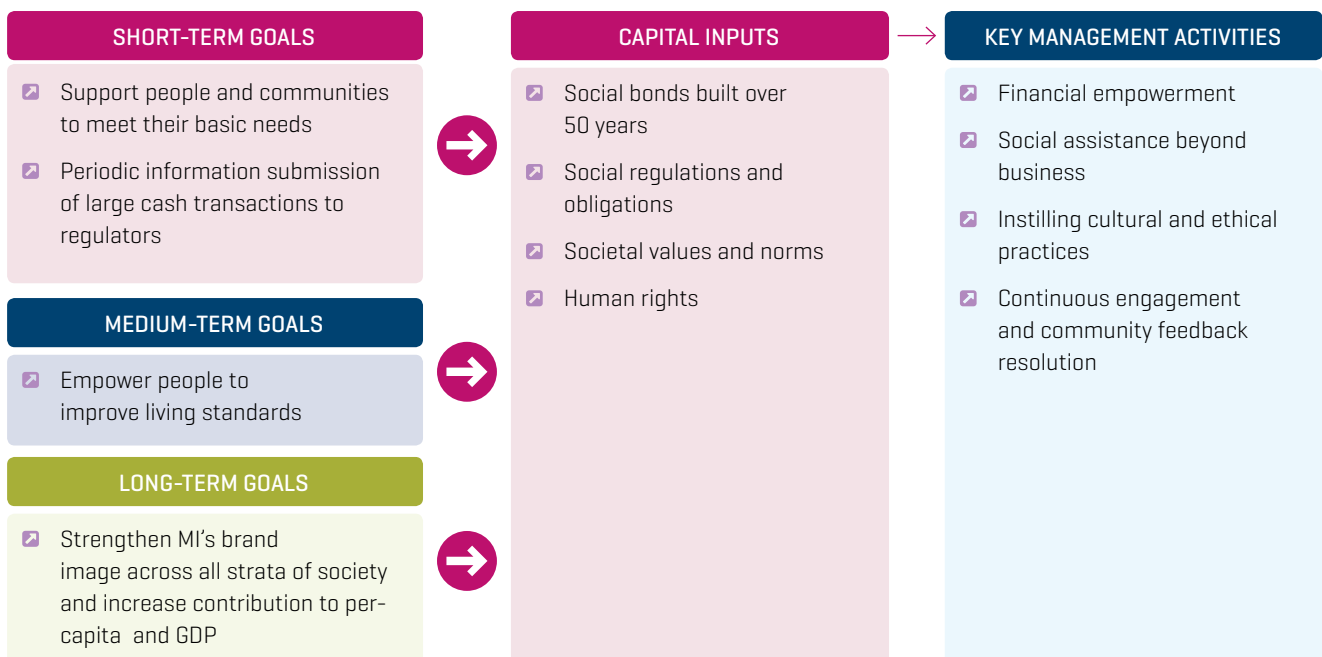 SHORT-TERM GOALS
Support people and communities
to meet their basic needs
Periodic information submission
of large cash transactions to
regulators
MEDIUM-TERM GOALS
Empower people to
improve living standards
LONG-TERM GOALS
Strengthen MI's brand
image across all strata of society
and increase contribution to per-
capita and GDP
CAPITAL INPUTS
Social bonds built over
50 years
Social regulations and
obligations
Societal values and norms
Human rights
KEY MANAGEMENT ACTIVITIES
Financial empowerment
Social assistance beyond
business
Instilling cultural and ethical
practices
Continuous engagement
and community feedback
resolution